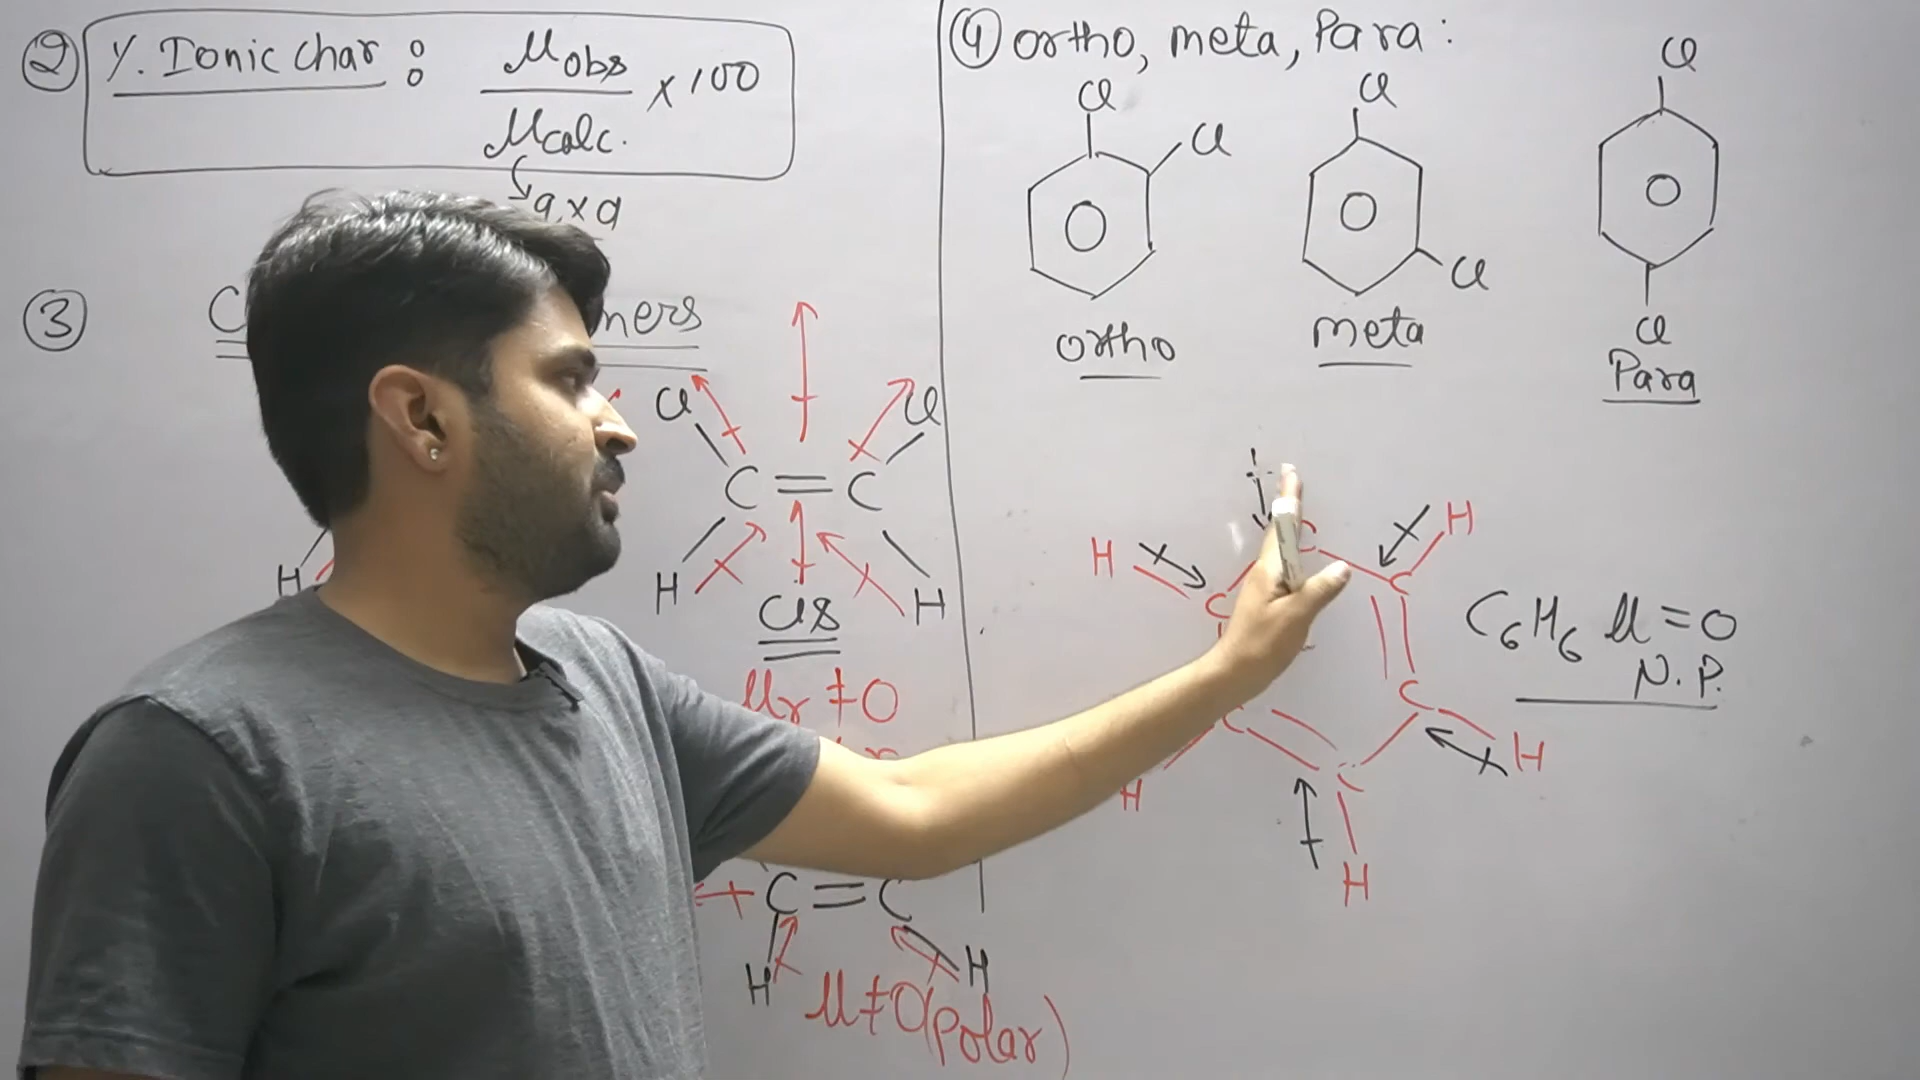 ② % Ionic Char : μobs / μcalc. × 100
q × d
③
Cl Cl
C = C
H H H
Cis
μr ≠ 0
C = C
H H
μ ≠ 0 (Polar)
④ Ortho, meta, Para :
Cl Cl Cl
Cl
Cl
Cl
Ortho meta Para
H H
C C
C
C6H6 μ = 0
N.P.
C C
H
C
H
H